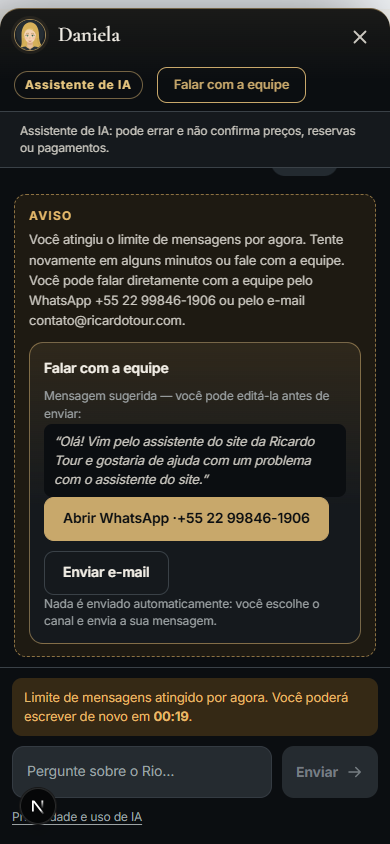 Daniela
Assistente de IA
Falar com a equipe
Assistente de IA: pode errar e não confirma preços, reservas
ou pagamentos.
AVISO
Você atingiu o limite de mensagens por agora. Tente
novamente em alguns minutos ou fale com a equipe.
Você pode falar diretamente com a equipe pelo
WhatsApp +55 22 99846-1906 ou pelo e-mail
contato@ricardotour.com.
Falar com a equipe
Mensagem sugerida — você pode editá-la antes de
enviar:
“Olá! Vim pelo assistente do site da Ricardo
Tour e gostaria de ajuda com um problema
com o assistente do site.”
Abrir WhatsApp ·+55 22 99846-1906
Enviar e-mail
Nada é enviado automaticamente: você escolhe o
canal e envia a sua mensagem.
Limite de mensagens atingido por agora. Você poderá
escrever de novo em 00:19.
Pergunte sobre o Rio...
Enviar →
N
e uso de IA